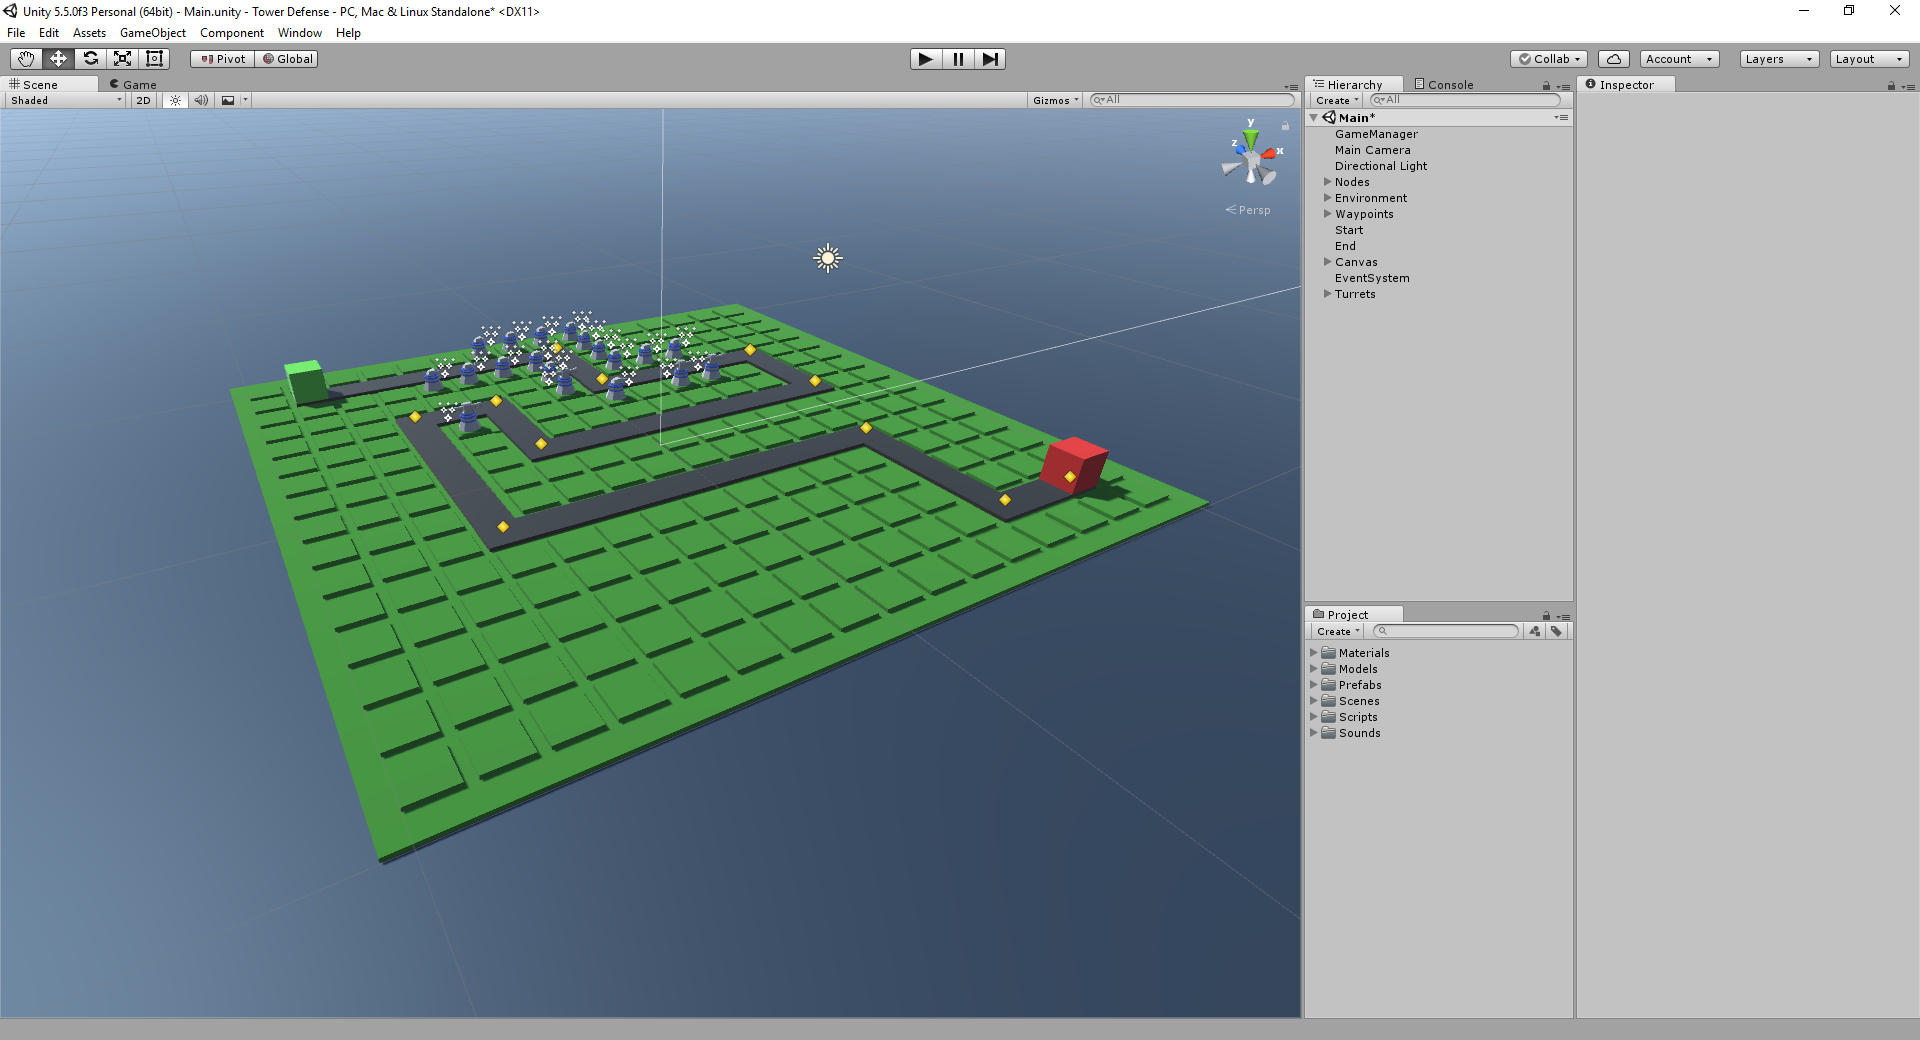 Unity 5.5.0f3 Personal (64bit) - Main.unity - Tower Defense - PC, Mac & Linux Standalone* <DX11>
File Edit Assets GameObject Component Window Help
Pivot Global Collab Account Layers Layout
Scene Game
Shaded 2D Gizmos All
y
z x
Persp
Hierarchy Console
Create All
Main*
GameManager
Main Camera
Directional Light
Nodes
Environment
Waypoints
Start
End
Canvas
EventSystem
Turrets
Project
Create
Materials
Models
Prefabs
Scenes
Scripts
Sounds
Inspector